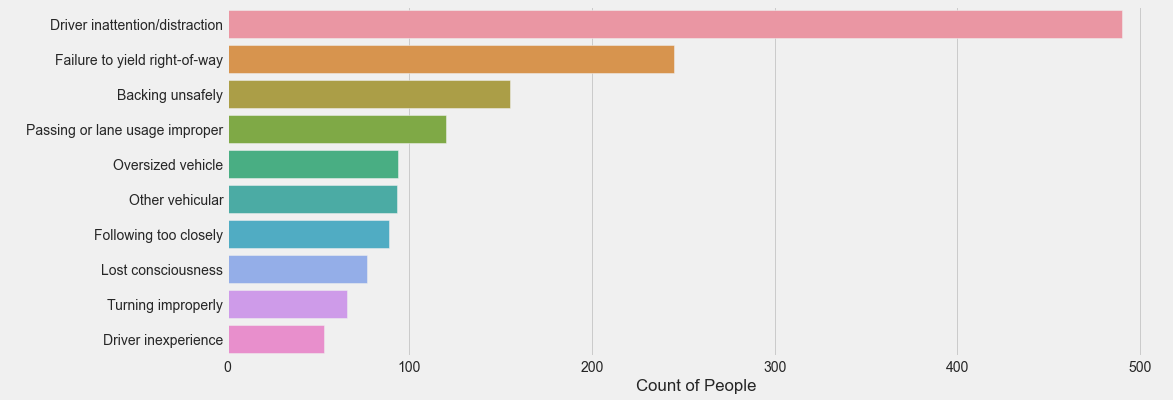 Driver inattention/distraction
Failure to yield right-of-way
Backing unsafely
Passing or lane usage improper
Oversized vehicle
Other vehicular
Following too closely
Lost consciousness
Turning improperly
Driver inexperience
0 100 200 300 400 500
Count of People